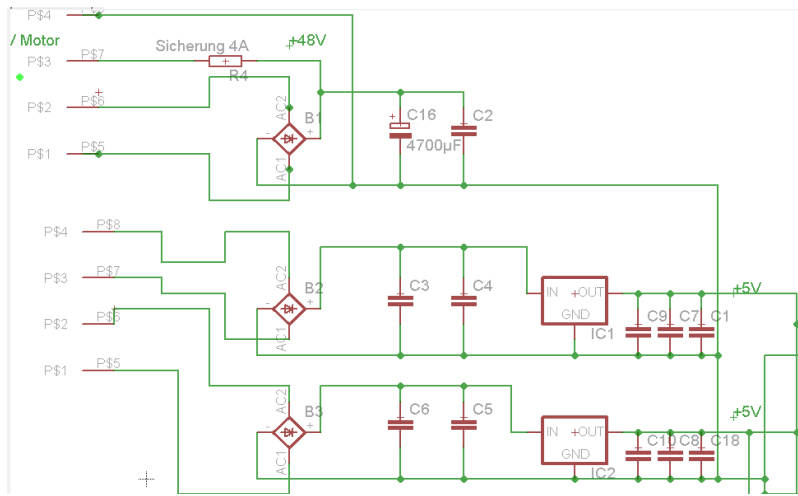 P$4
/ Motor
P$7
Sicherung 4A
+48V
P$3
R4
P$6
P$2
AC2
B1
C16
C2
- +
4700µF
P$1
P$5
AC1
P$4
P$8
P$3
P$7
AC2
B2
C3
C4
IN +OUT
+5V
- +
P$2
P$6
C9 C7 C1
GND
IC1
AC1
P$1
P$5
AC2
B3
C6
C5
+5V
- +
IN +OUT
C10 C8 C18
GND
IC2
AC1